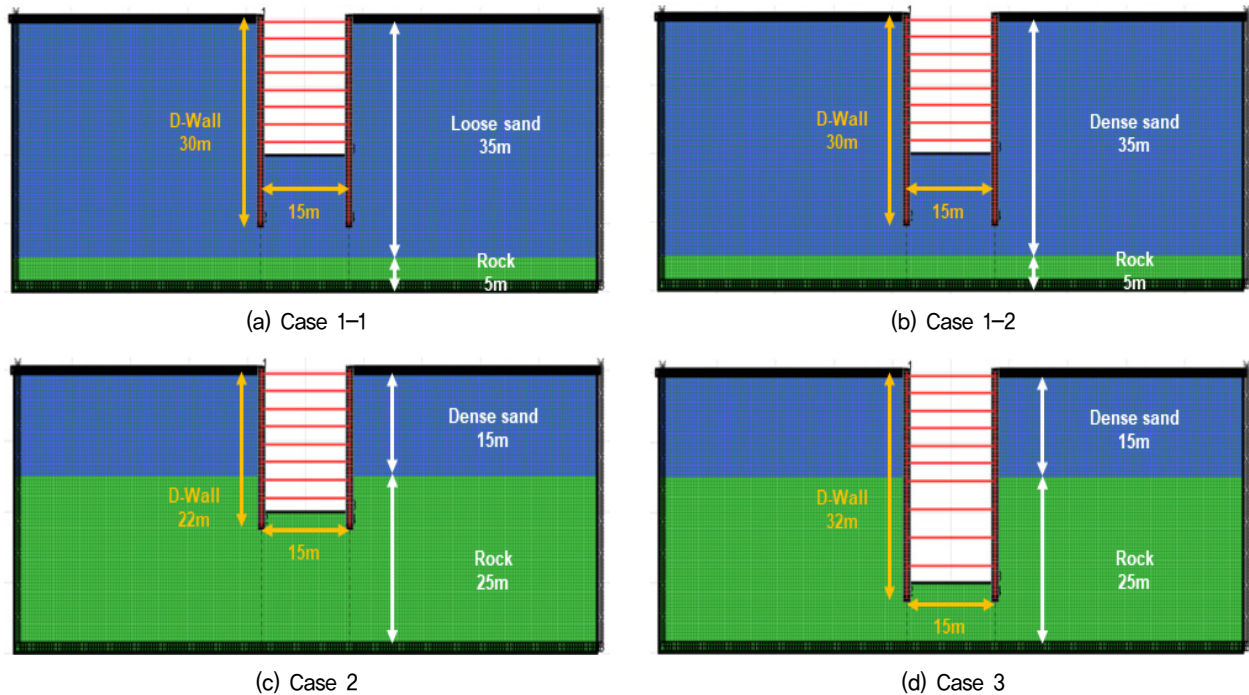 D-Wall
30m
15m
Loose sand
35m
Rock
5m
(a) Case 1-1
D-Wall
30m
15m
Dense sand
35m
Rock
5m
(b) Case 1-2
D-Wall
22m
15m
Dense sand
15m
Rock
25m
(c) Case 2
D-Wall
32m
15m
Dense sand
15m
Rock
25m
(d) Case 3